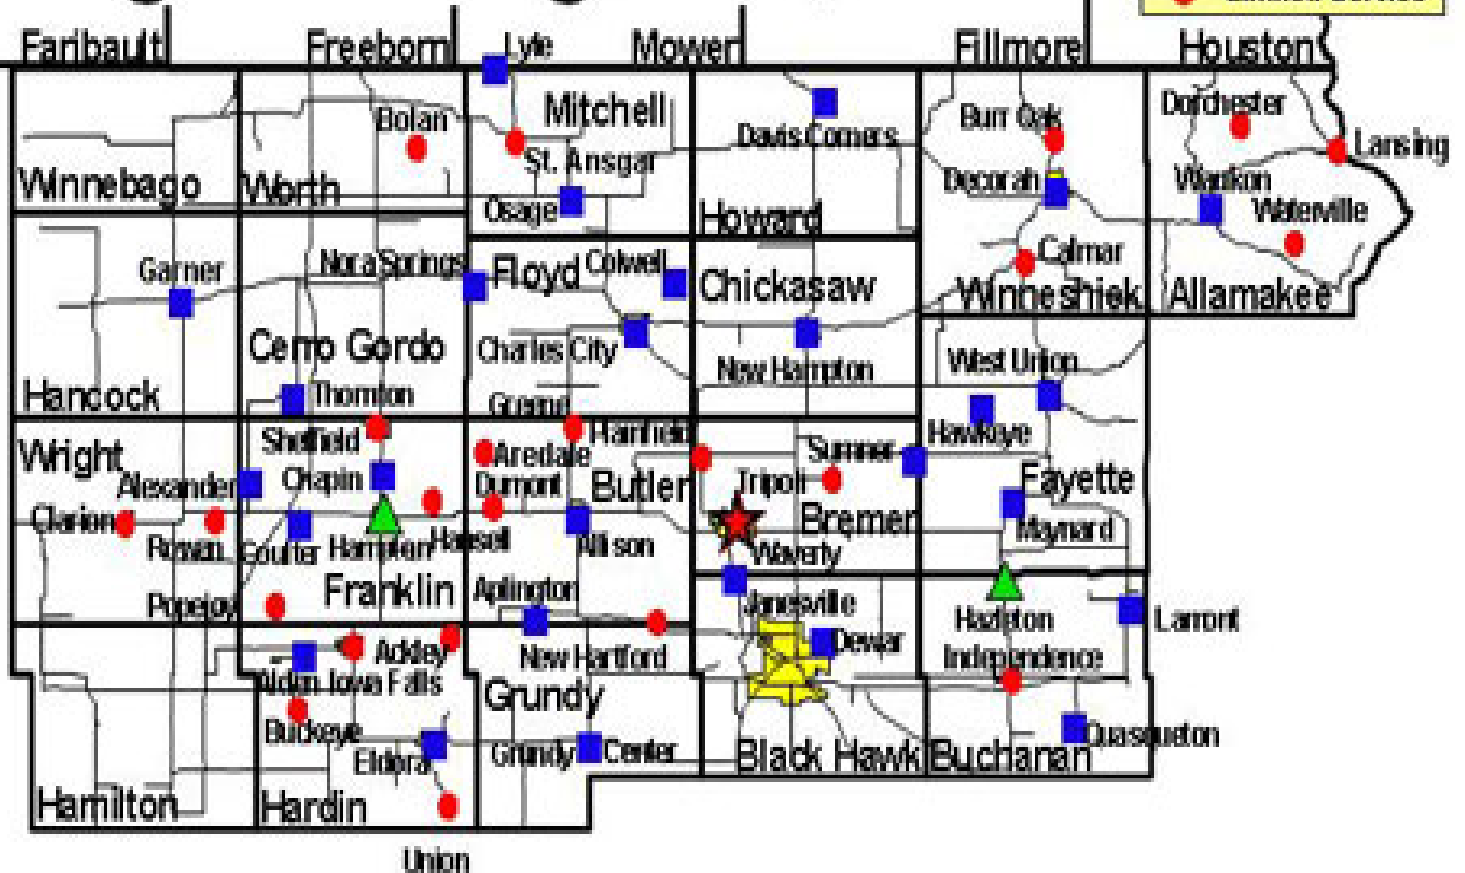 Limited Service
Faribault
Freeborn
Lyle
Mower
Fillmore
Houston
Bolan
Mitchell
Davis Corners
Burr Oak
Dorchester
Lansing
St. Ansgar
Winnebago
Worth
Osage
Howard
Decorah
Waukon
Waterville
Garner
Nora Springs
Floyd
Colwell
Chickasaw
Calmar
Winneshiek
Allamakee
Cerro Gordo
Charles City
New Hampton
West Union
Hancock
Thornton
Greene
Wright
Sheffield
Plainfield
Aredale
Sumner
Hawkeye
Alexander
Chapin
Dumont
Butler
Tripoli
Fayette
Clarion
Rowan
Coulter
Hampton
Hansell
Allison
Bremer
Waverly
Maynard
Popejoy
Franklin
Aplington
Janesville
Hazleton
Lamont
Ackley
New Hartford
Dewar
Independence
Alden
Iowa Falls
Grundy
Buckeye
Eldora
Grundy Center
Black Hawk
Buchanan
Quasqueton
Hamilton
Hardin
Union